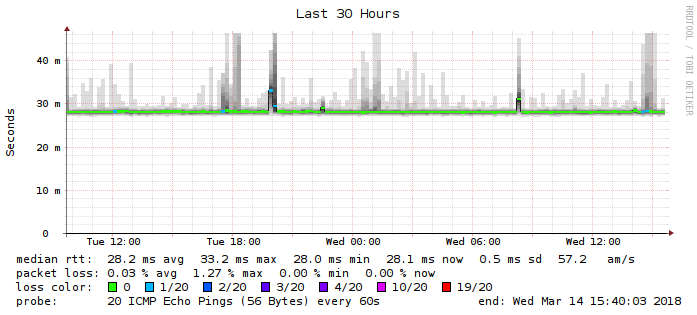 Last 30 Hours
RRDTOOL / TOBI OETIKER
Seconds
40 m
30 m
20 m
10 m
0
Tue 12:00 Tue 18:00 Wed 00:00 Wed 06:00 Wed 12:00
median rtt: 28.2 ms avg 33.2 ms max 28.0 ms min 28.1 ms now 0.5 ms sd 57.2 am/s
packet loss: 0.03 % avg 1.27 % max 0.00 % min 0.00 % now
loss color: 0 1/20 2/20 3/20 4/20 10/20 19/20
probe: 20 ICMP Echo Pings (56 Bytes) every 60s end: Wed Mar 14 15:40:03 2018